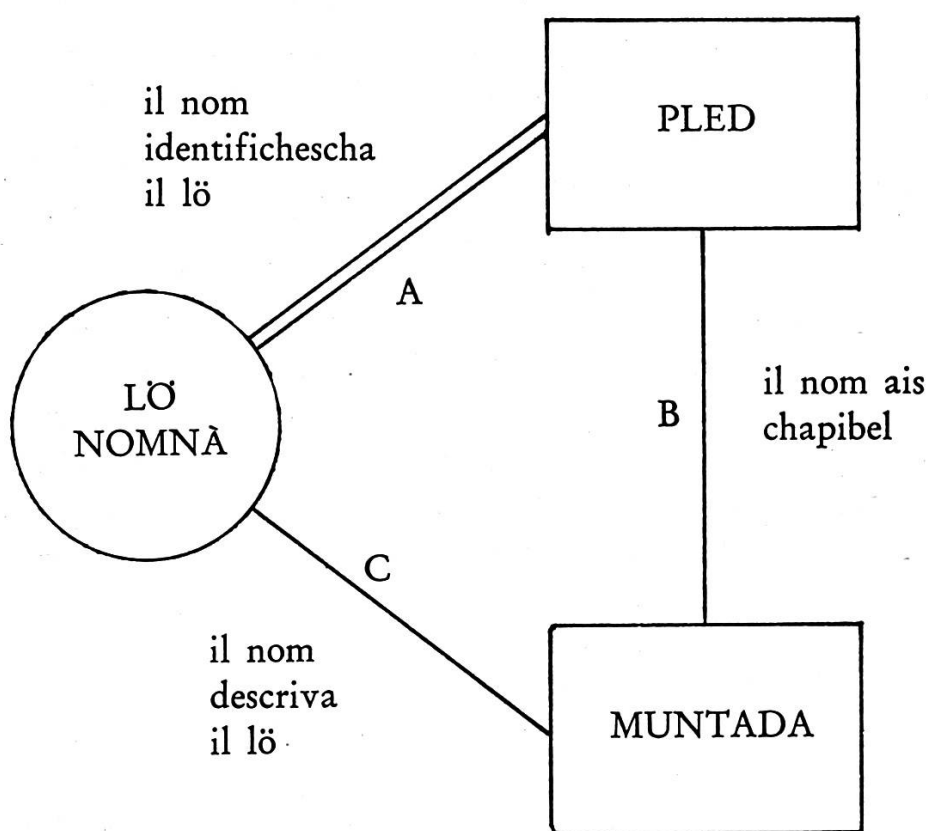 PLED
il nom
identifichescha
il lö
A
LÖ
NOMNÀ
B
il nom ais
chapibel
C
il nom
descriva
il lö
MUNTADA